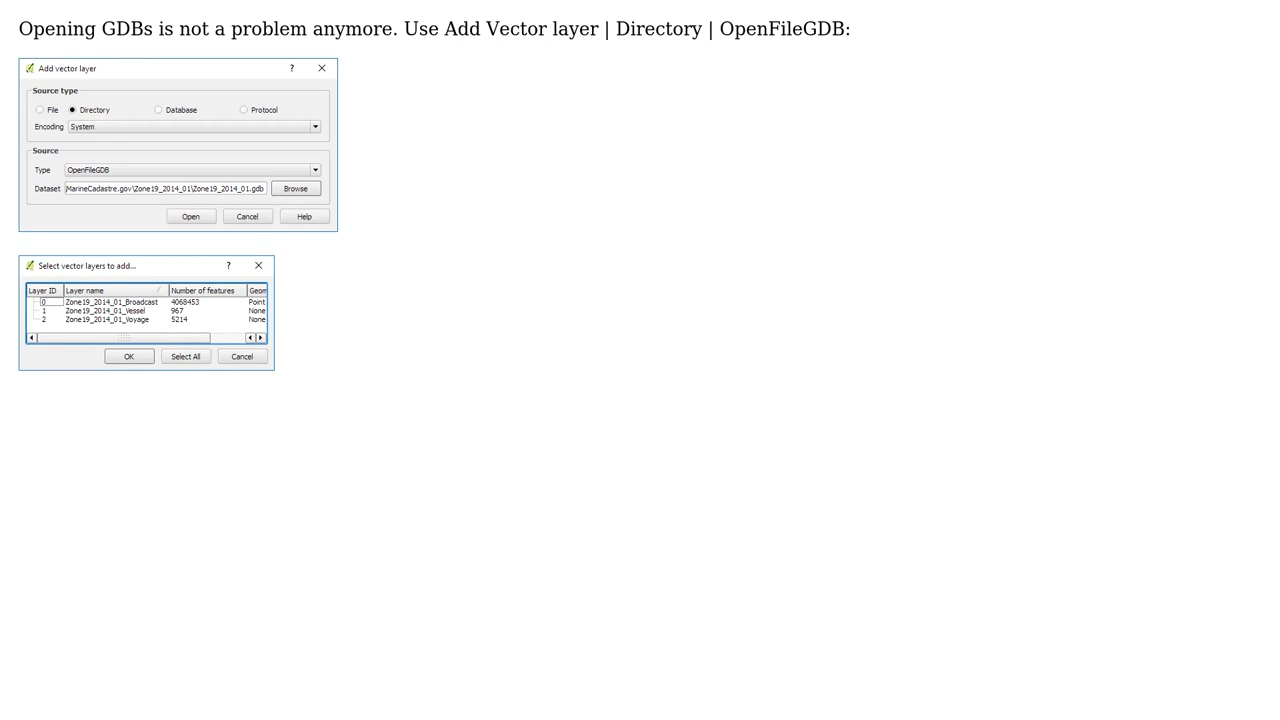 Opening GDBs is not a problem anymore. Use Add Vector layer | Directory | OpenFileGDB:
Add vector layer ?
Source type
File Directory Database Protocol
Encoding System
Source
Type OpenFileGDB
Dataset MarineCadastre.gov\Zone19_2014_01\Zone19_2014_01.gdb Browse
Open Cancel Help
Select vector layers to add... ?
Layer ID Layer name Number of features Geom
0 Zone19_2014_01_Broadcast 4068453 Point
1 Zone19_2014_01_Vessel 967 None
2 Zone19_2014_01_Voyage 5214 None
OK Select All Cancel